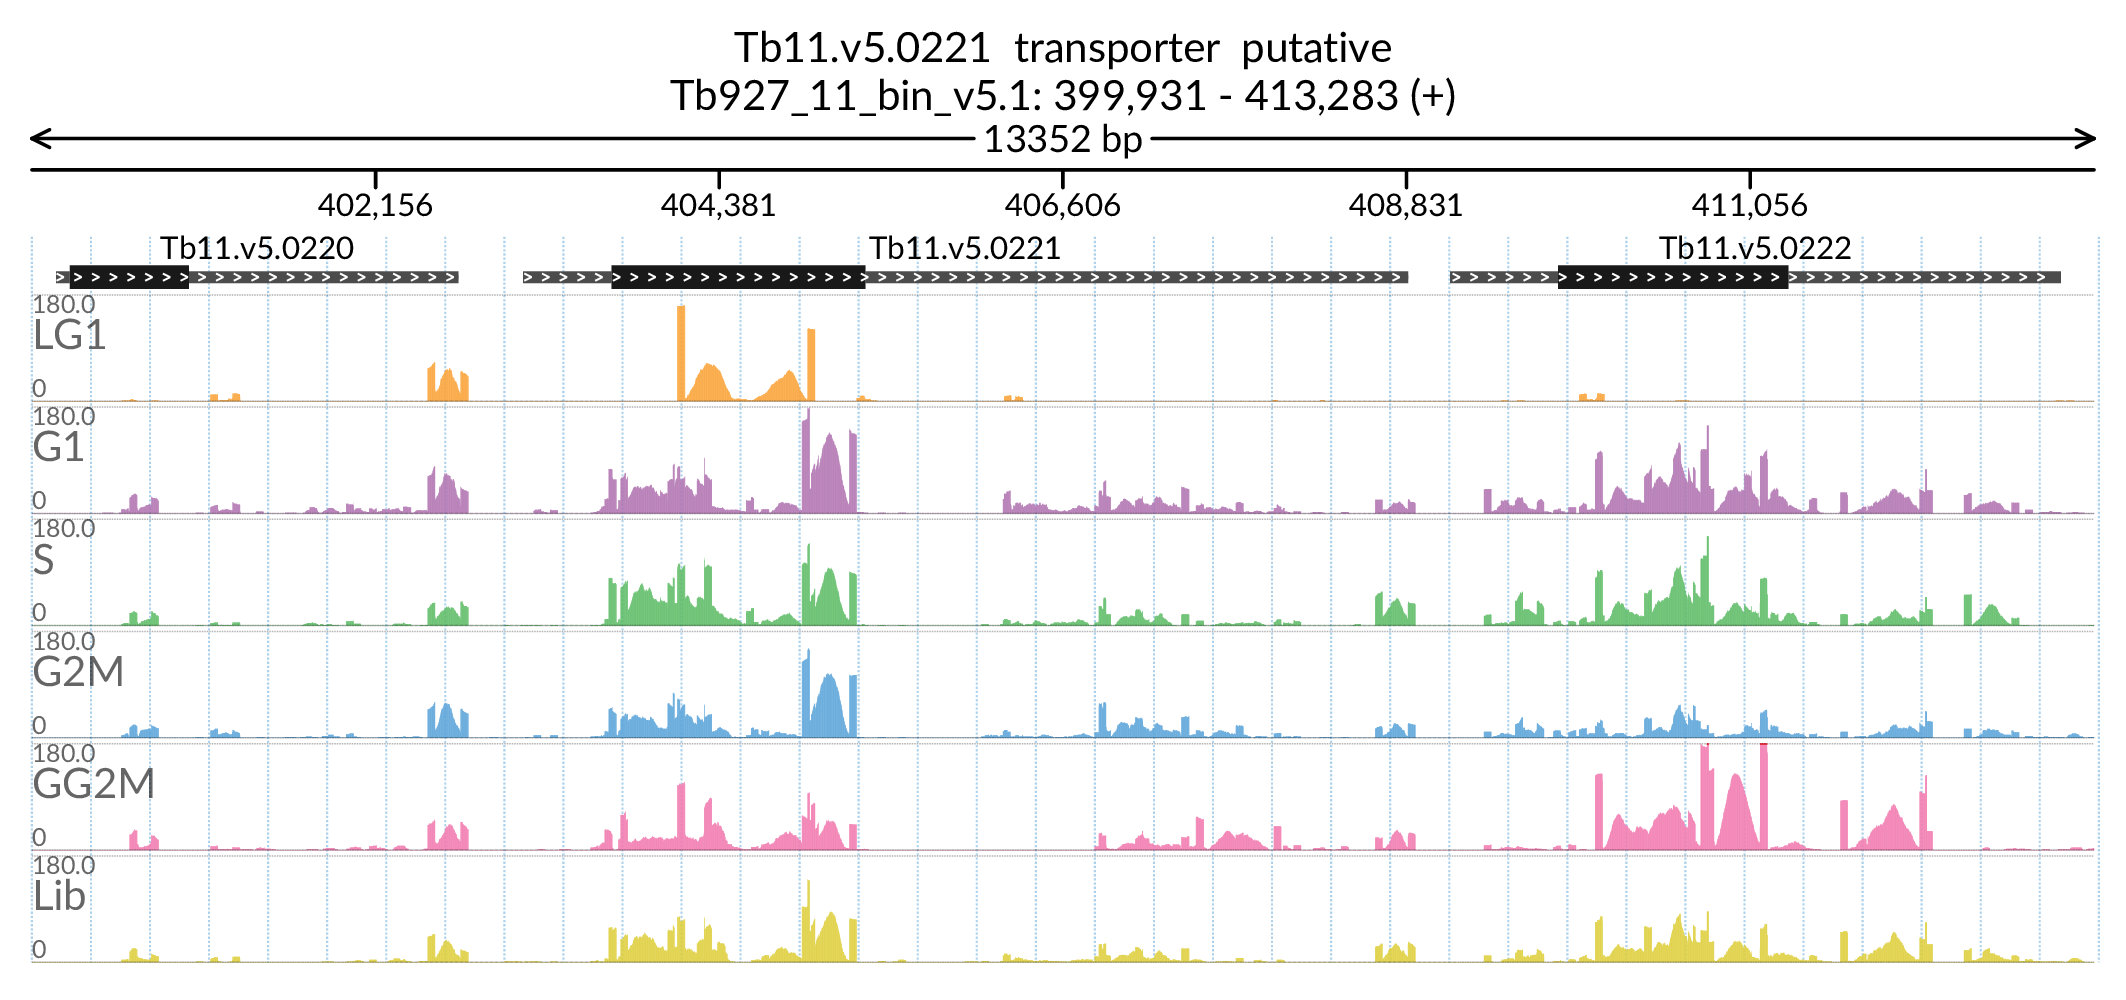 Tb11.v5.0221 transporter putative
Tb927_11_bin_v5.1: 399,931 - 413,283 (+)
13352 bp
402,156 404,381 406,606 408,831 411,056
Tb11.v5.0220 Tb11.v5.0221 Tb11.v5.0222
180.0
LG1
0
180.0
G1
0
180.0
S
0
180.0
G2M
0
180.0
GG2M
0
180.0
Lib
0